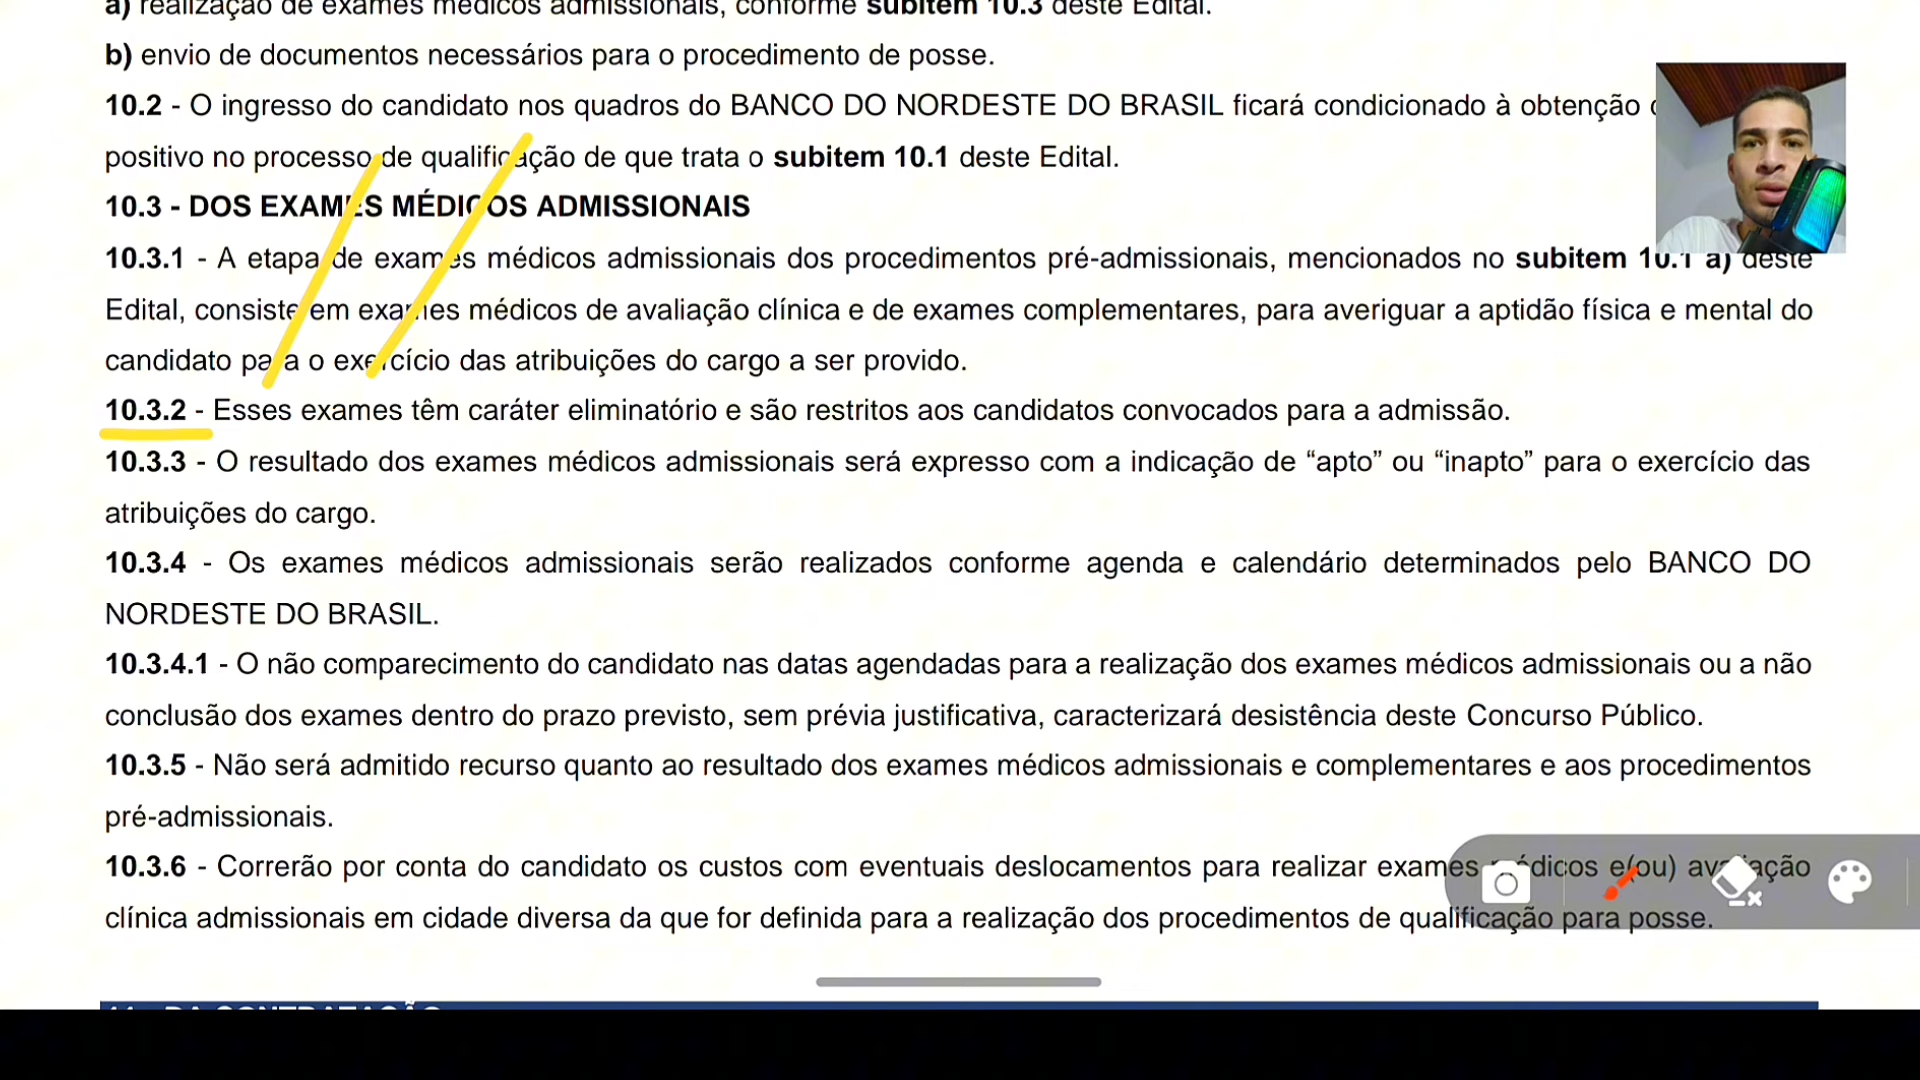 a) realização de exames médicos admissionais, conforme subitem 10.3 deste Edital.
b) envio de documentos necessários para o procedimento de posse.
10.2 - O ingresso do candidato nos quadros do BANCO DO NORDESTE DO BRASIL ficará condicionado à obtenção
positivo no processo de qualificação de que trata o subitem 10.1 deste Edital.
10.3 - DOS EXAMES MÉDICOS ADMISSIONAIS
10.3.1 - A etapa de exames médicos admissionais dos procedimentos pré-admissionais, mencionados no subitem 10.1 a) deste
Edital, consiste em exames médicos de avaliação clínica e de exames complementares, para averiguar a aptidão física e mental do
candidato para o exercício das atribuições do cargo a ser provido.
10.3.2 - Esses exames têm caráter eliminatório e são restritos aos candidatos convocados para a admissão.
10.3.3 - O resultado dos exames médicos admissionais será expresso com a indicação de “apto” ou “inapto” para o exercício das
atribuições do cargo.
10.3.4 - Os exames médicos admissionais serão realizados conforme agenda e calendário determinados pelo BANCO DO
NORDESTE DO BRASIL.
10.3.4.1 - O não comparecimento do candidato nas datas agendadas para a realização dos exames médicos admissionais ou a não
conclusão dos exames dentro do prazo previsto, sem prévia justificativa, caracterizará desistência deste Concurso Público.
10.3.5 - Não será admitido recurso quanto ao resultado dos exames médicos admissionais e complementares e aos procedimentos
pré-admissionais.
10.3.6 - Correrão por conta do candidato os custos com eventuais deslocamentos para realizar exames médicos e(ou) avaliação
clínica admissionais em cidade diversa da que for definida para a realização dos procedimentos de qualificação para posse.
11 - DA CONTRATAÇÃO